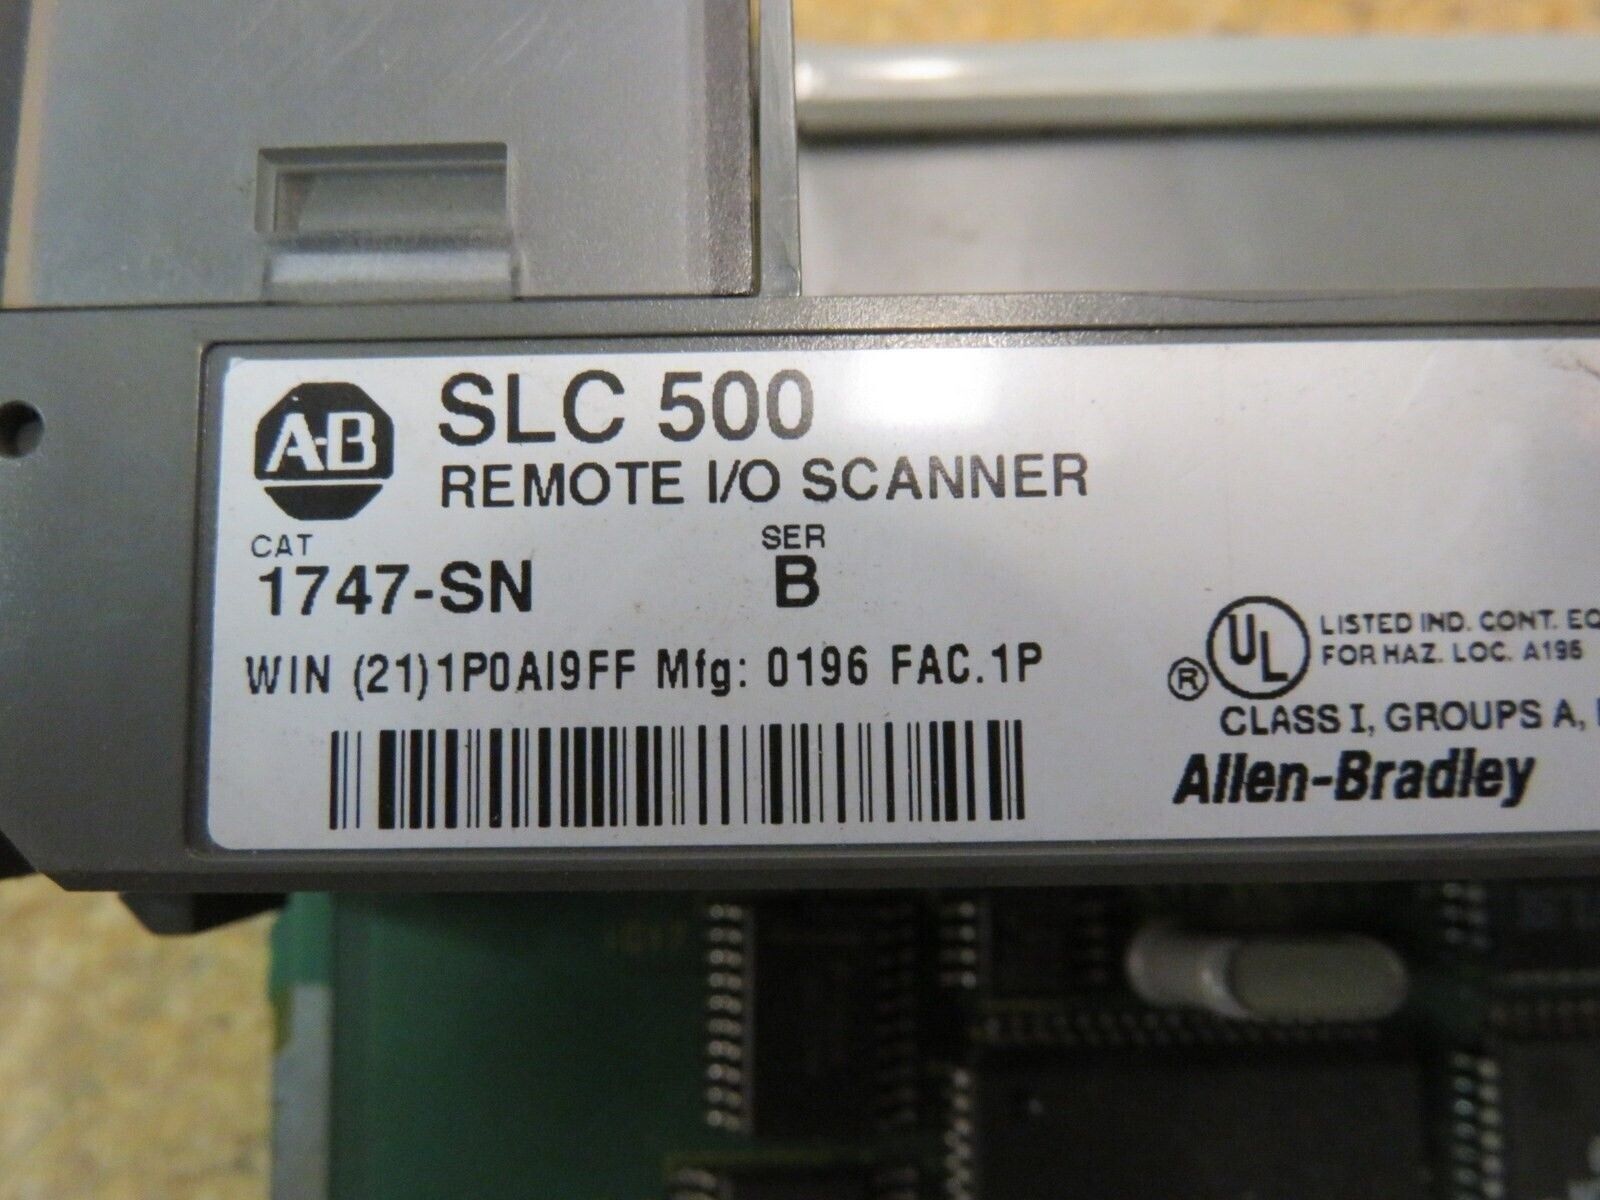 A-B
SLC 500
REMOTE I/O SCANNER
CAT
SER
1747-SN
B
WIN (21)1P0AI9FF Mfg: 0196 FAC.1P
UL
LISTED IND. CONT. EQ
FOR HAZ. LOC. A196
®
CLASS I, GROUPS A,
Allen-Bradley